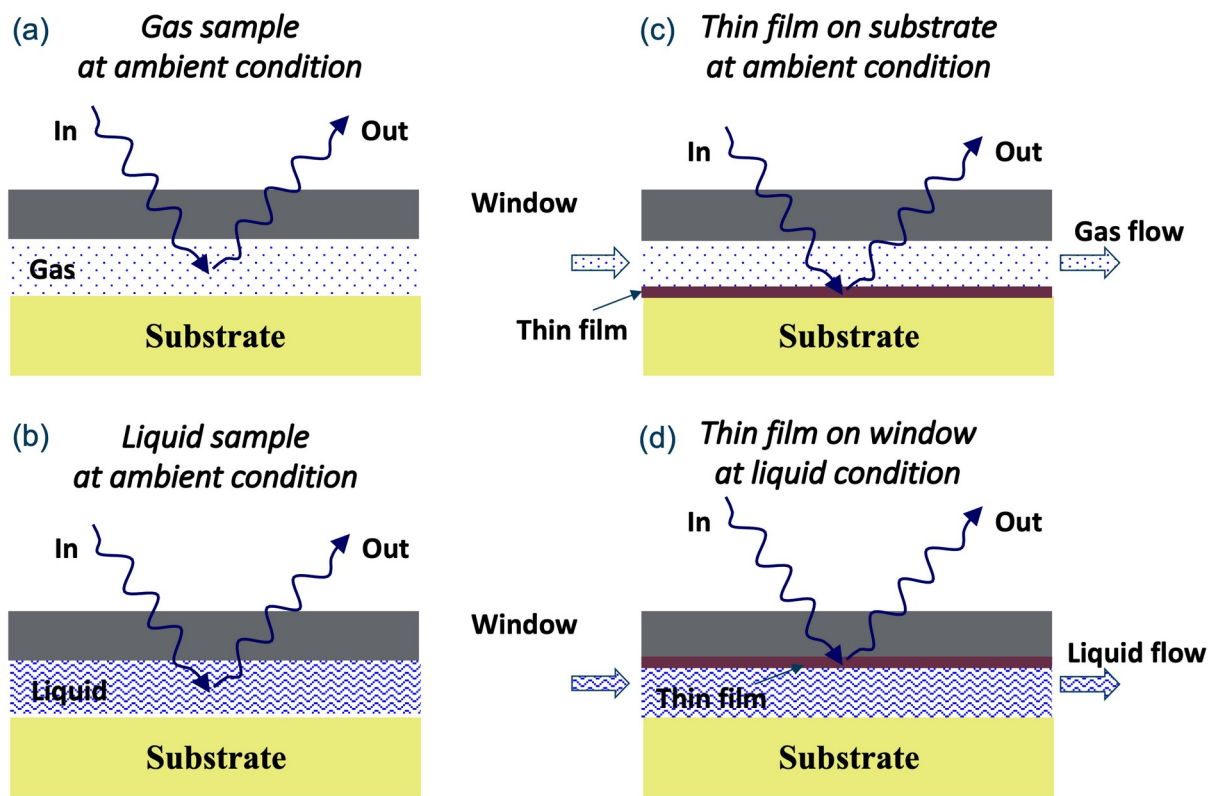 (a)
Gas sample
at ambient condition
In
Out
Gas
Substrate
(c)
Thin film on substrate
at ambient condition
In
Out
Window
Gas flow
Thin film
Substrate
(b)
Liquid sample
at ambient condition
In
Out
Liquid
Substrate
(d)
Thin film on window
at liquid condition
In
Out
Window
Liquid flow
Thin film
Substrate